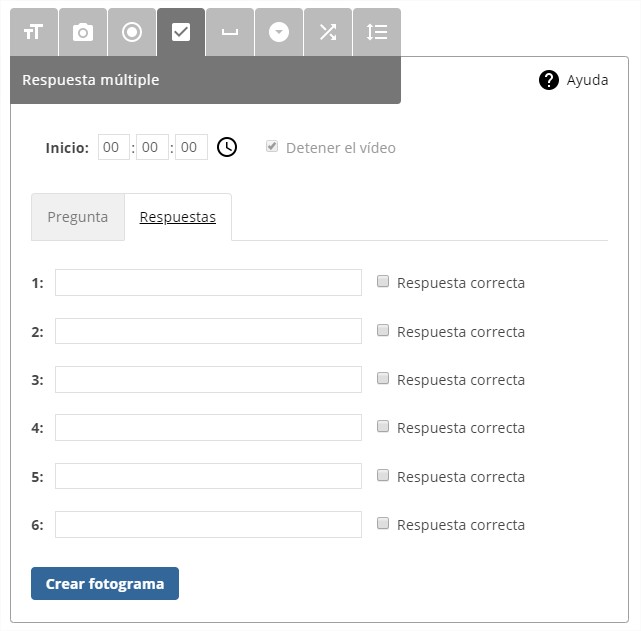 Respuesta múltiple
Ayuda
Inicio: 00 : 00 : 00 Detener el vídeo
Pregunta Respuestas
1: Respuesta correcta
2: Respuesta correcta
3: Respuesta correcta
4: Respuesta correcta
5: Respuesta correcta
6: Respuesta correcta
Crear fotograma